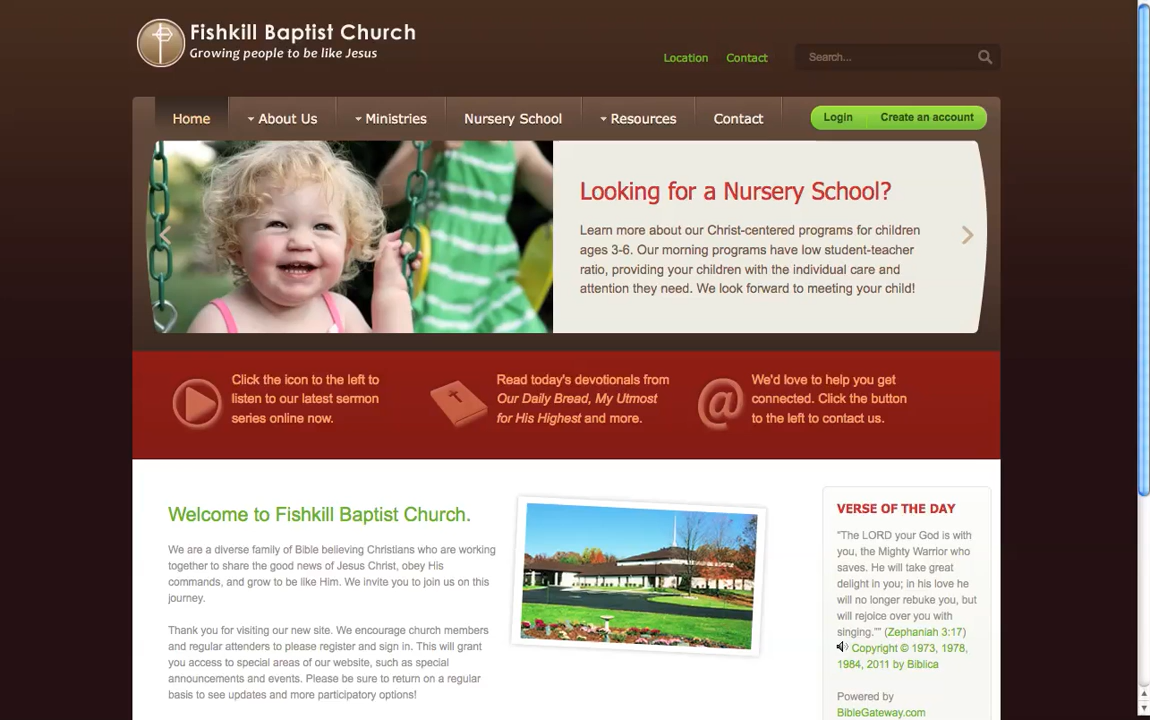 Fishkill Baptist Church
Growing people to be like Jesus
Location Contact Search...
Home About Us Ministries Nursery School Resources Contact Login Create an account
Looking for a Nursery School?
Learn more about our Christ-centered programs for children
ages 3-6. Our morning programs have low student-teacher
ratio, providing your children with the individual care and
attention they need. We look forward to meeting your child!
Click the icon to the left to
listen to our latest sermon
series online now.
Read today's devotionals from
Our Daily Bread, My Utmost
for His Highest and more.
We'd love to help you get
connected. Click the button
to the left to contact us.
Welcome to Fishkill Baptist Church.
We are a diverse family of Bible believing Christians who are working
together to share the good news of Jesus Christ, obey His
commands, and grow to be like Him. We invite you to join us on this
journey.
Thank you for visiting our new site. We encourage church members
and regular attenders to please register and sign in. This will grant
you access to special areas of our website, such as special
announcements and events. Please be sure to return on a regular
basis to see updates and more participatory options!
VERSE OF THE DAY
"The LORD your God is with
you, the Mighty Warrior who
saves. He will take great
delight in you; in his love he
will no longer rebuke you, but
will rejoice over you with
singing."" (Zephaniah 3:17)
Copyright © 1973, 1978,
1984, 2011 by Biblica
Powered by
BibleGateway.com